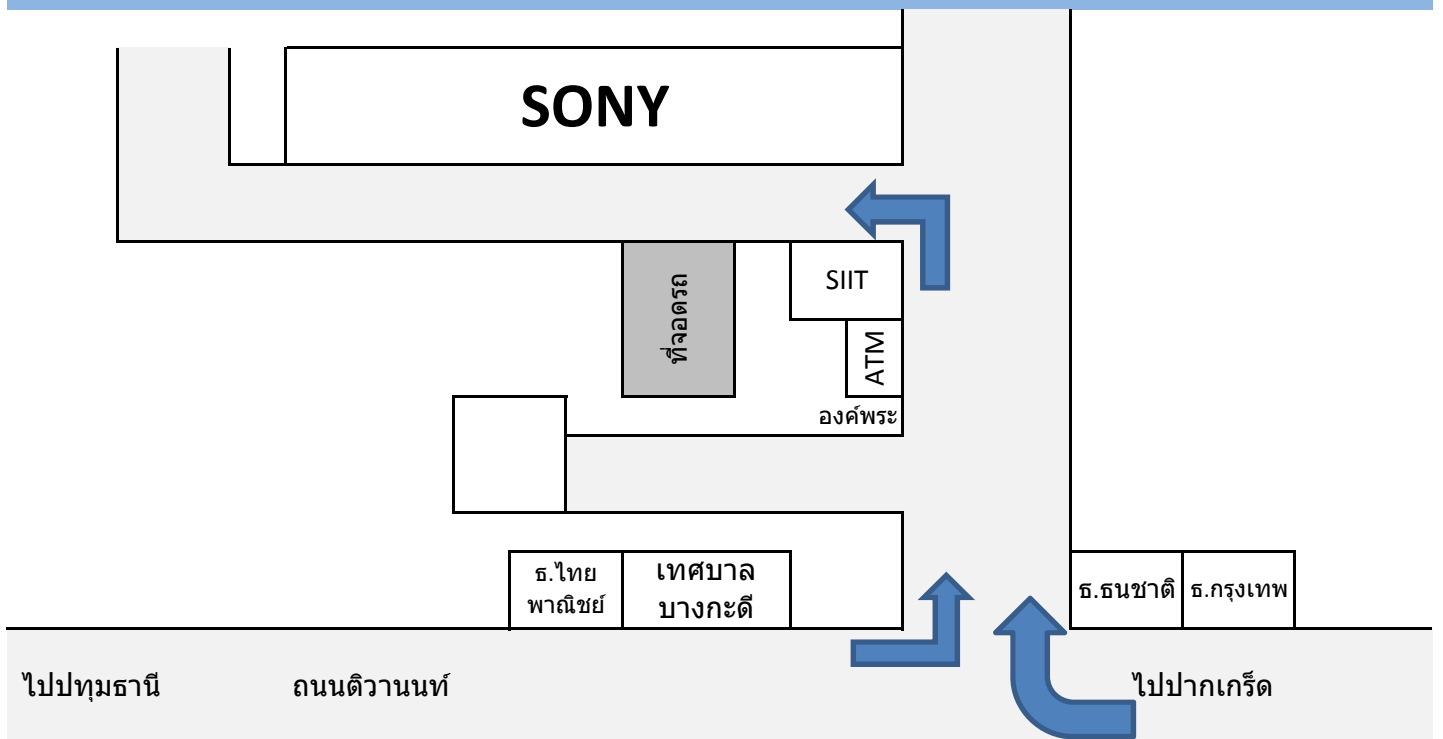 SONY
SIIT
ที่จอดรถ
ATM
องค์พระ
ธ.ไทย
พาณิชย์
เทศบาล
บางกะดี
ธ.ธนชาติ
ธ.กรุงเทพ
ไปปทุมธานี
ถนนติวานนท์
ไปปากเกร็ด